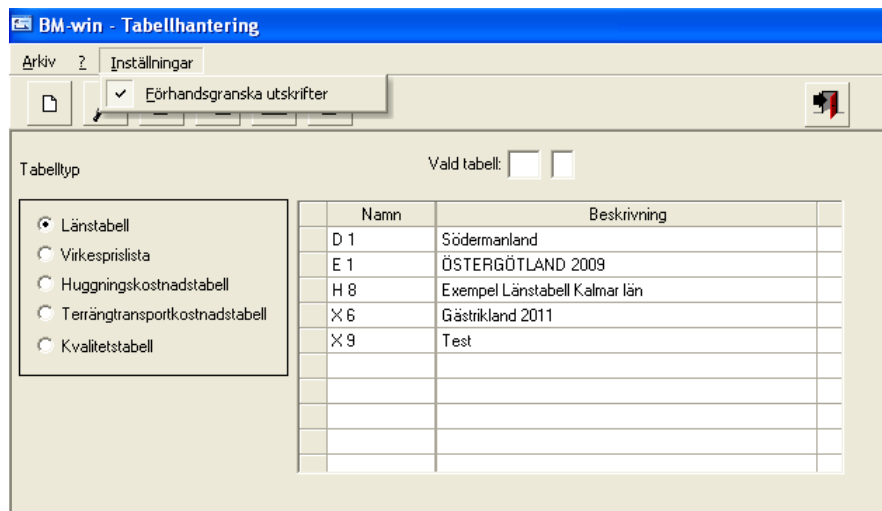 BM-win - Tabellhantering
Arkiv ? Inställningar
Förhandsgranska utskrifter
Tabelltyp
Vald tabell:
Länstabell
Virkesprislista
Huggningskostnadstabell
Terrängtransportkostnadstabell
Kvalitetstabell
Namn Beskrivning
D 1 Södermanland
E 1 ÖSTERGÖTLAND 2009
H 8 Exempel Länstabell Kalmar län
X 6 Gästrikland 2011
X 9 Test